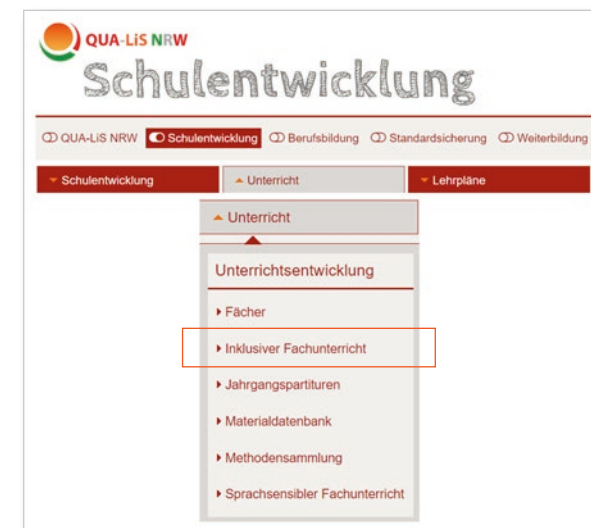 QUA-LiS NRW
Schulentwicklung
QUA-LiS NRW Schulentwicklung Berufsbildung Standardsicherung Weiterbildung
Schulentwicklung Unterricht Lehrpläne
Unterricht
Unterrichtsentwicklung
Fächer
Inklusiver Fachunterricht
Jahrgangspartituren
Materialdatenbank
Methodensammlung
Sprachsensibler Fachunterricht